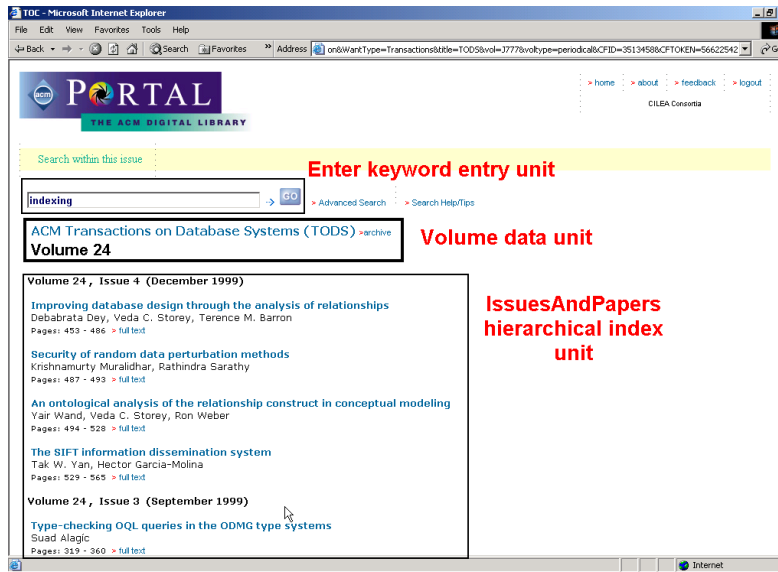 TOC - Microsoft Internet Explorer
File Edit View Favorites Tools Help
Back Search Favorites » Address on&WantType=Transactions&title=TODS&vol=J777&voltype=periodical&CFID=3513458&CFTOKEN=56622542
acm PORTAL
THE ACM DIGITAL LIBRARY
> home > about > feedback > logout
CILEA Consortia
Search within this issue
Enter keyword entry unit
indexing -> GO > Advanced Search > Search Help/Tips
ACM Transactions on Database Systems (TODS) >archive
Volume 24
Volume data unit
Volume 24 , Issue 4 (December 1999)
IssuesAndPapers
hierarchical index
unit
Improving database design through the analysis of relationships
Debabrata Dey, Veda C. Storey, Terence M. Barron
Pages: 453 - 486 > full text
Security of random data perturbation methods
Krishnamurty Muralidhar, Rathindra Sarathy
Pages: 487 - 493 > full text
An ontological analysis of the relationship construct in conceptual modeling
Yair Wand, Veda C. Storey, Ron Weber
Pages: 494 - 528 > full text
The SIFT information dissemination system
Tak W. Yan, Hector Garcia-Molina
Pages: 529 - 565 > full text
Volume 24 , Issue 3 (September 1999)
Type-checking OQL queries in the ODMG type systems
Suad Alagic
Pages: 319 - 360 > full text
Internet